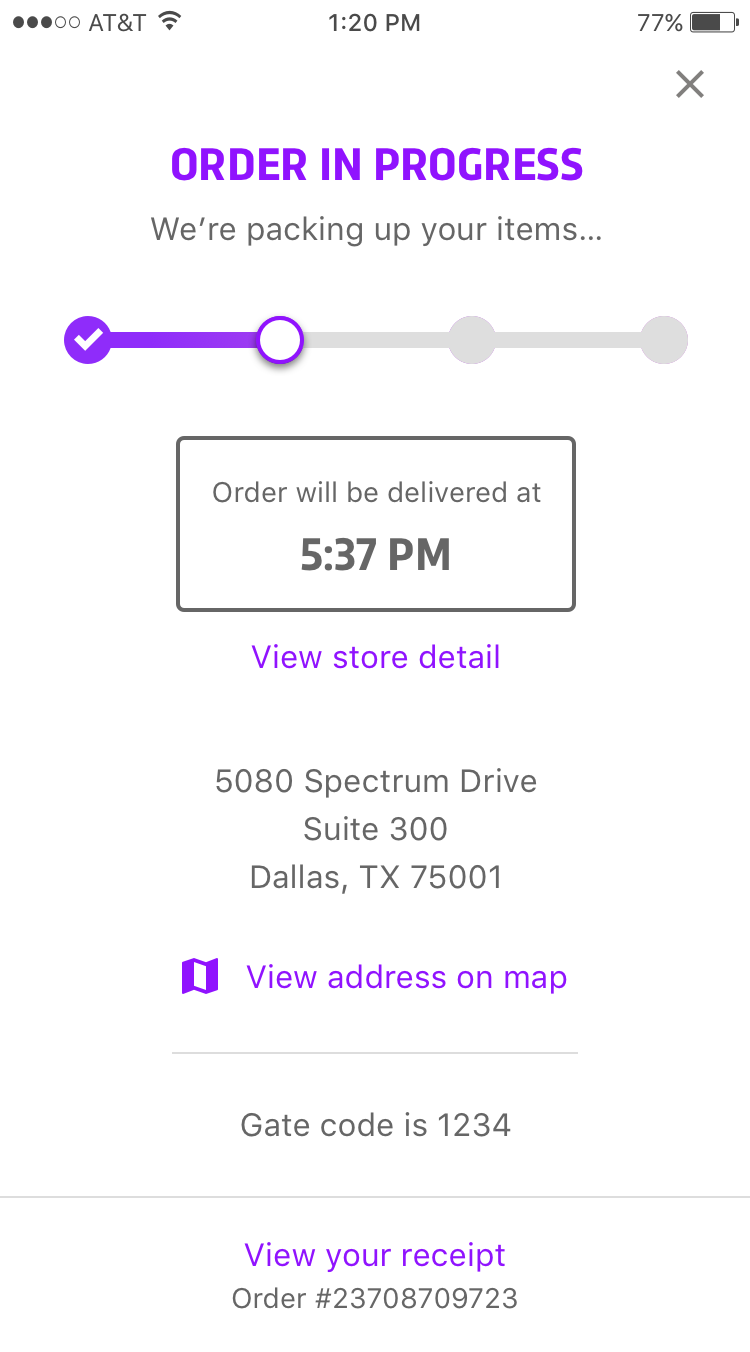 AT&T 1:20 PM 77%
ORDER IN PROGRESS
We’re packing up your items...
Order will be delivered at
5:37 PM
View store detail
5080 Spectrum Drive
Suite 300
Dallas, TX 75001
View address on map
Gate code is 1234
View your receipt
Order #23708709723